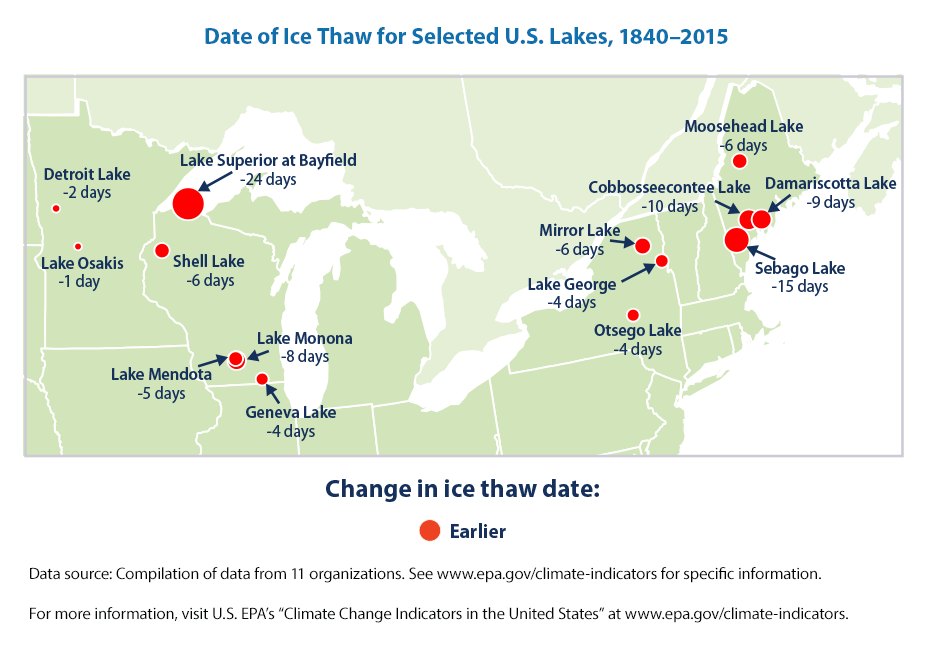 Date of Ice Thaw for Selected U.S. Lakes, 1840–2015
Moosehead Lake
-6 days
Lake Superior at Bayfield
-24 days
Detroit Lake
-2 days
Cobbosseecontee Lake
-10 days
Damariscotta Lake
-9 days
Mirror Lake
-6 days
Lake Osakis
-1 day
Shell Lake
-6 days
Sebago Lake
-15 days
Lake George
-4 days
Otsego Lake
-4 days
Lake Monona
-8 days
Lake Mendota
-5 days
Geneva Lake
-4 days
Change in ice thaw date:
Earlier
Data source: Compilation of data from 11 organizations. See www.epa.gov/climate-indicators for specific information.
For more information, visit U.S. EPA’s “Climate Change Indicators in the United States” at www.epa.gov/climate-indicators.